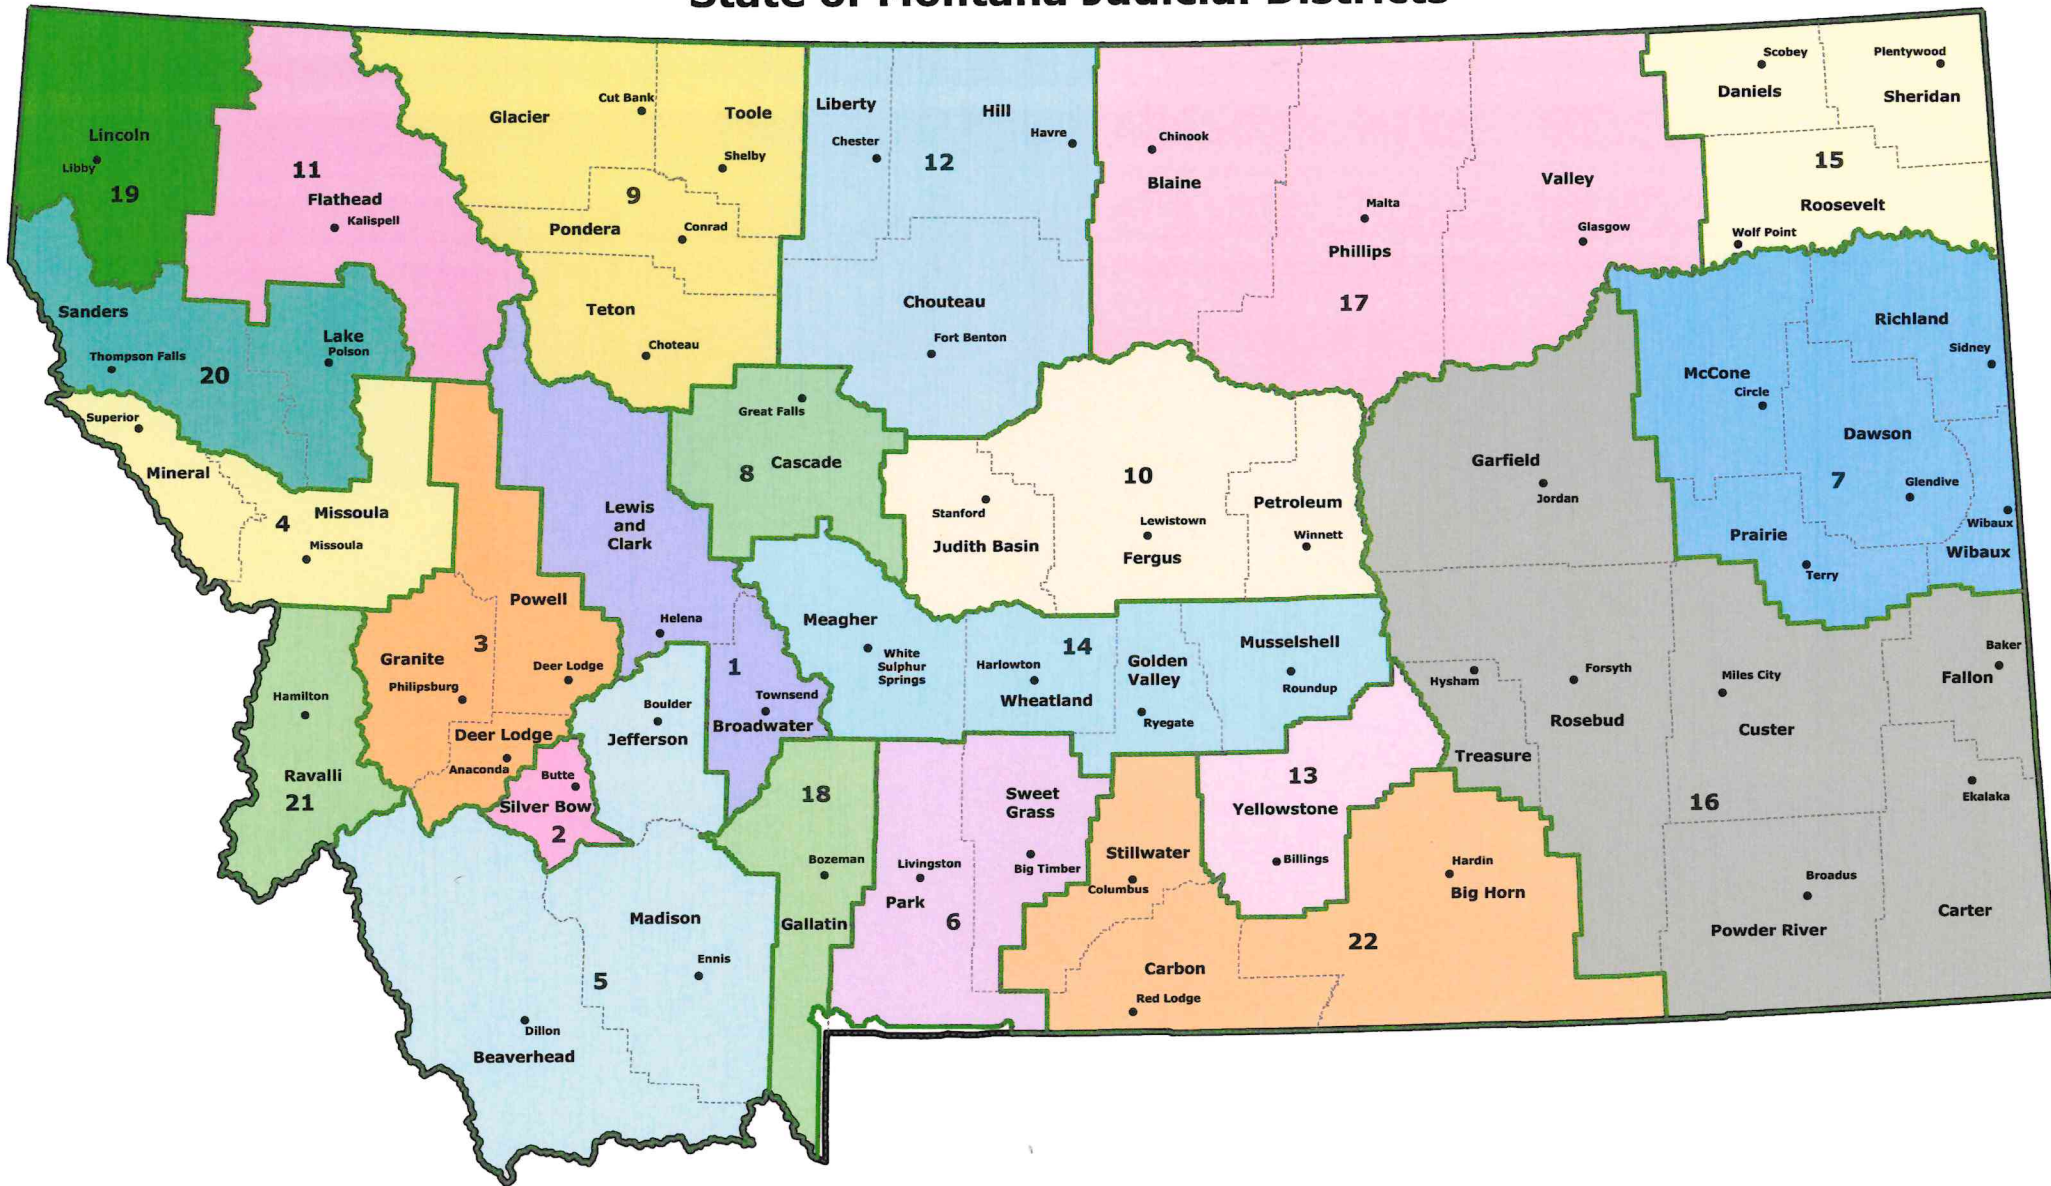 State of Montana Judicial Districts
Lincoln
Libby
19
11
Flathead
Kalispell
Glacier
Cut Bank
Toole
Shelby
9
Pondera
Conrad
Teton
Choteau
Liberty
Chester
Hill
Havre
12
Chouteau
Fort Benton
Chinook
Blaine
Malta
Phillips
17
Valley
Glasgow
Scobey
Daniels
Plentywood
Sheridan
15
Roosevelt
Wolf Point
Sanders
Thompson Falls
20
Lake
Polson
Superior
Mineral
4
Missoula
Missoula
Lewis
and
Clark
Helena
Great Falls
8
Cascade
10
Stanford
Judith Basin
Lewistown
Fergus
Petroleum
Winnett
Garfield
Jordan
McCone
Circle
Richland
Sidney
Dawson
7
Glendive
Prairie
Terry
Wibaux
Wibaux
Powell
3
Granite
Philipsburg
Deer Lodge
Deer Lodge
Anaconda
Hamilton
Ravalli
21
Butte
Silver Bow
2
Boulder
Jefferson
1
Townsend
Broadwater
Meagher
White
Sulphur
Springs
14
Harlowton
Wheatland
Golden
Valley
Ryegate
Musselshell
Roundup
Hysham
Treasure
Forsyth
Rosebud
Miles City
Custer
Baker
Fallon
16
Ekalaka
Carter
Broadus
Powder River
18
Bozeman
Gallatin
Livingston
Park
6
Sweet
Grass
Big Timber
Stillwater
Columbus
13
Yellowstone
Billings
Hardin
Big Horn
22
Carbon
Red Lodge
Madison
Ennis
5
Dillon
Beaverhead